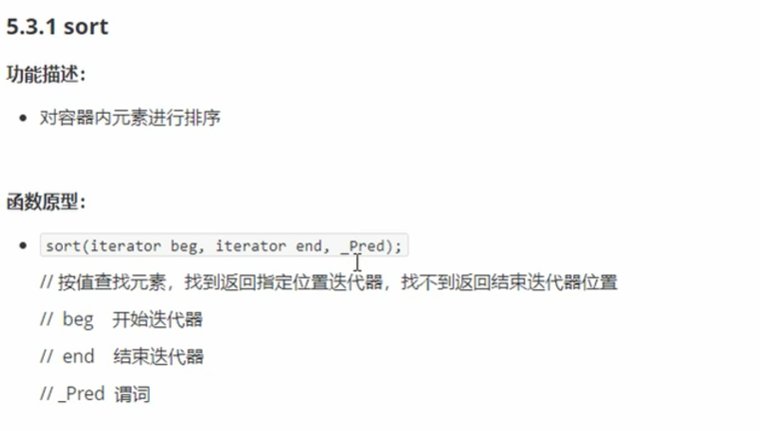 5.3.1 sort
功能描述：
• 对容器内元素进行排序
函数原型：
• sort(iterator beg, iterator end, _Pred);
// 按值查找元素，找到返回指定位置迭代器，找不到返回结束迭代器位置
// beg 开始迭代器
// end 结束迭代器
// _Pred 谓词